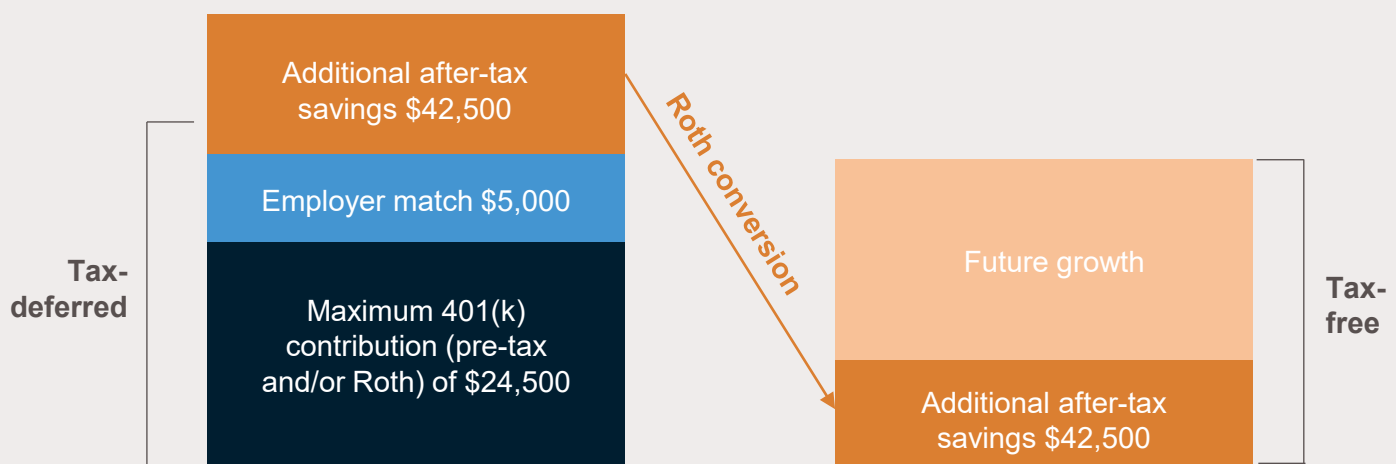 Additional after-tax
savings $42,500
Employer match $5,000
Tax-
deferred
Maximum 401(k)
contribution (pre-tax
and/or Roth) of $24,500
Roth conversion
Future growth
Additional after-tax
savings $42,500
Tax-
free